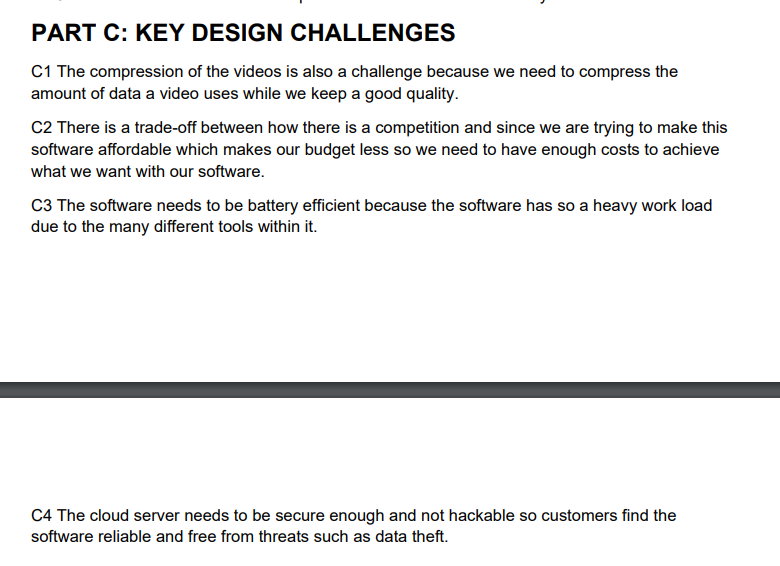 PART C: KEY DESIGN CHALLENGES
C1 The compression of the videos is also a challenge because we need to compress the
amount of data a video uses while we keep a good quality.
C2 There is a trade-off between how there is a competition and since we are trying to make this
software affordable which makes our budget less so we need to have enough costs to achieve
what we want with our software.
C3 The software needs to be battery efficient because the software has so a heavy work load
due to the many different tools within it.
C4 The cloud server needs to be secure enough and not hackable so customers find the
software reliable and free from threats such as data theft.